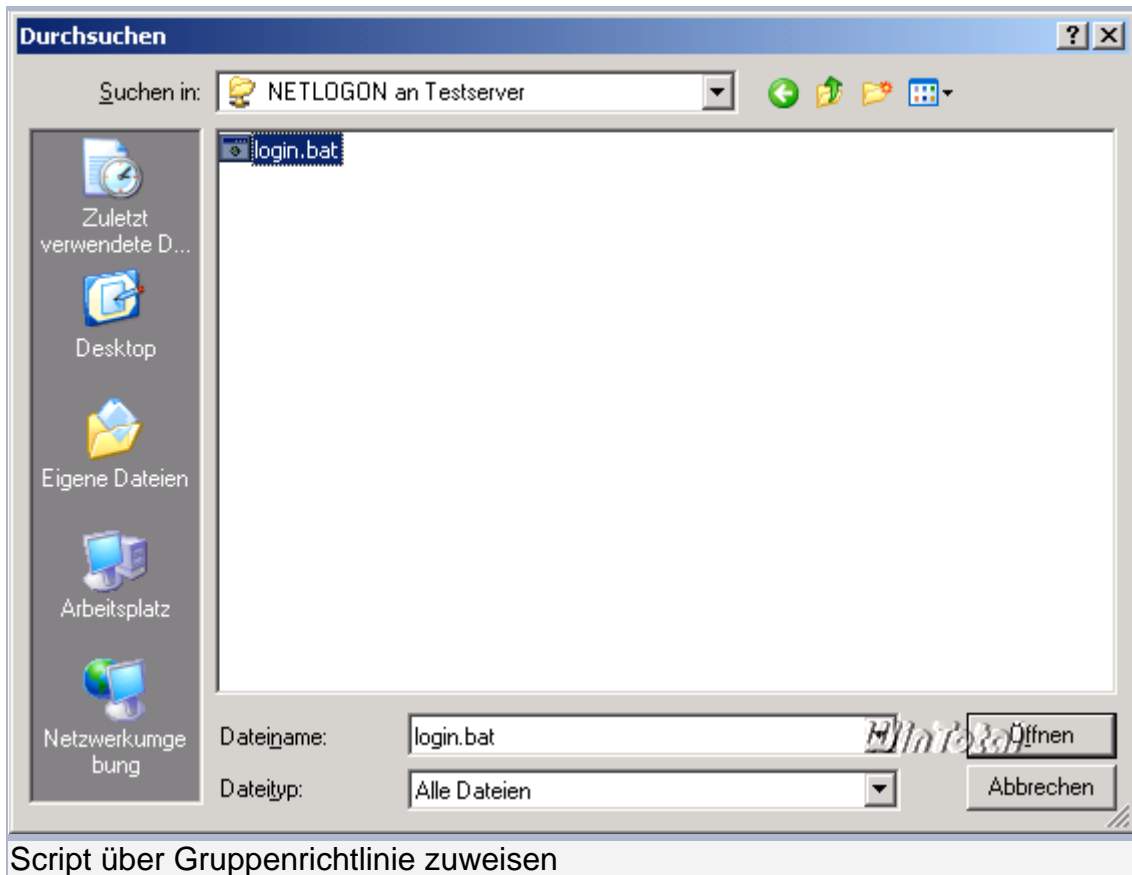 Durchsuchen
Suchen in:
NETLOGON an Testserver
login.bat
Zuletzt
verwendete D...
Desktop
Eigene Dateien
Arbeitsplatz
Netzwerkumge
bung
Dateiname:
login.bat
Öffnen
Dateityp:
Alle Dateien
Abbrechen
Script über Gruppenrichtlinie zuweisen